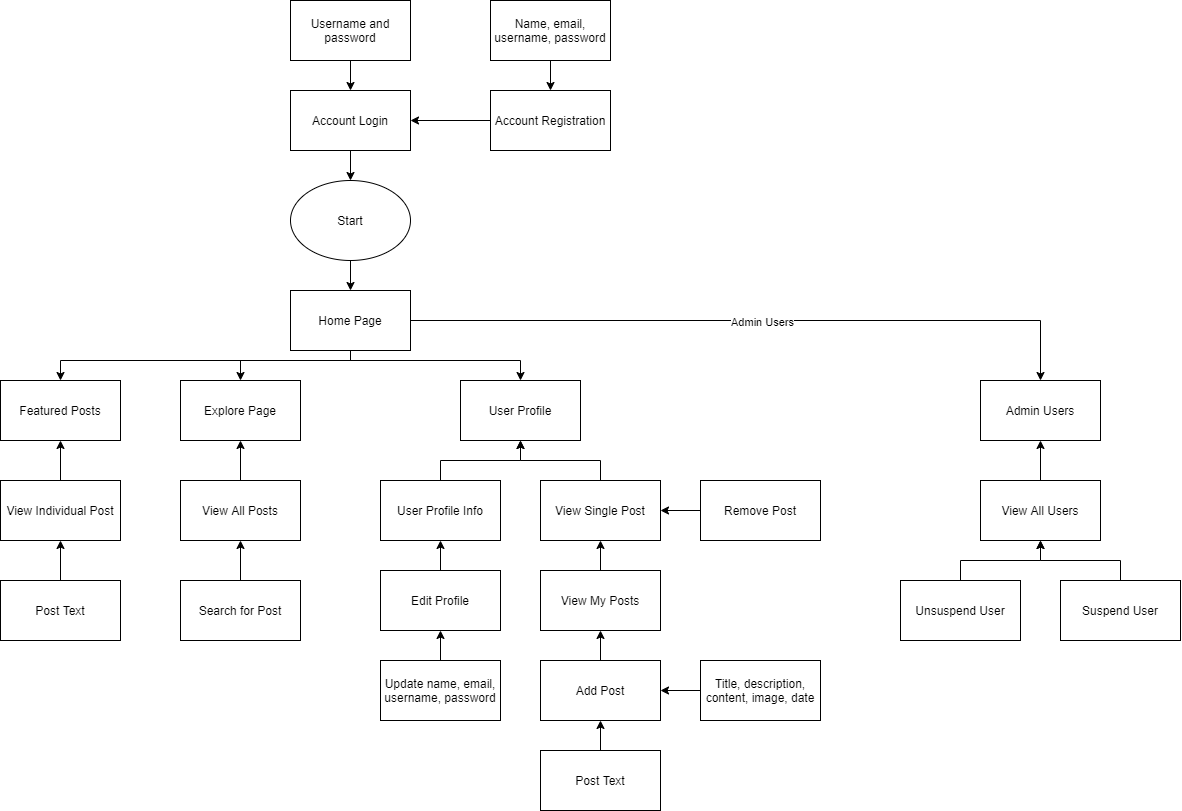 Username and
password
Name, email,
username, password
Account Login
Account Registration
Start
Home Page
Admin Users
Featured Posts
Explore Page
User Profile
Admin Users
View Individual Post
View All Posts
User Profile Info
View Single Post
Remove Post
View All Users
Post Text
Search for Post
Edit Profile
View My Posts
Unsuspend User
Suspend User
Update name, email,
username, password
Add Post
Title, description,
content, image, date
Post Text